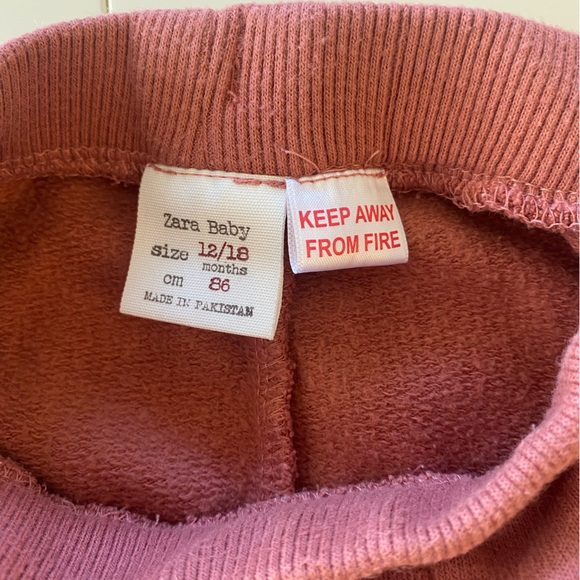 Zara Baby
size 12/18
months
cm 86
MADE IN PAKISTAN
KEEP AWAY
FROM FIRE